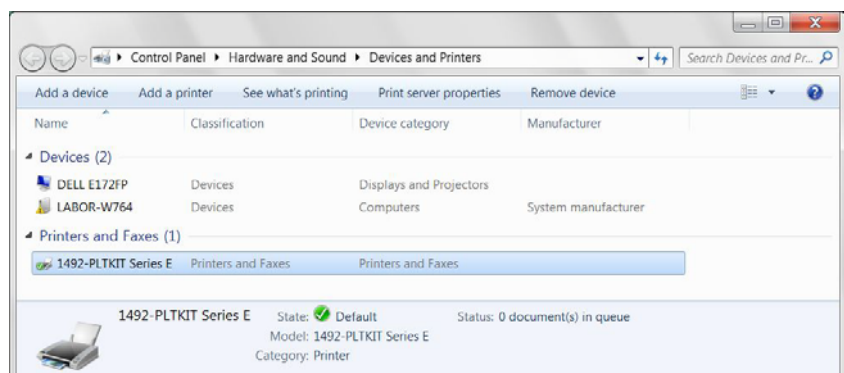 Control Panel ▸ Hardware and Sound ▸ Devices and Printers Search Devices and Pr...
Add a device Add a printer See what's printing Print server properties Remove device
Name Classification Device category Manufacturer
Devices (2)
DELL E172FP Devices Displays and Projectors
LABOR-W764 Devices Computers System manufacturer
Printers and Faxes (1)
1492-PLTKIT Series E Printers and Faxes Printers and Faxes
1492-PLTKIT Series E State: Default Status: 0 document(s) in queue
Model: 1492-PLTKIT Series E
Category: Printer